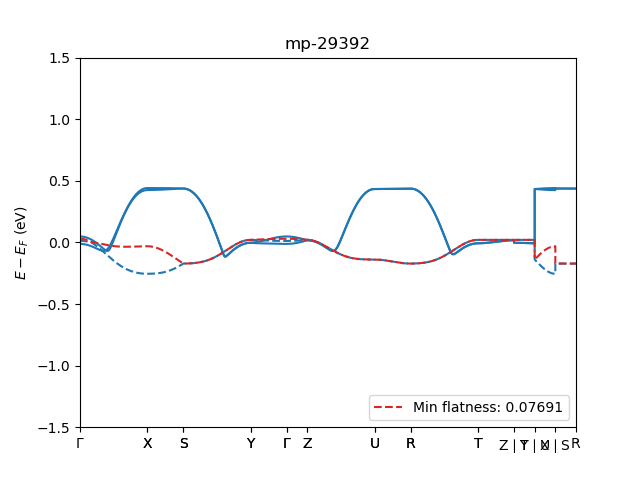 mp-29392
1.5
1.0
0.5
0.0
−0.5
−1.0
−1.5
E − E_F (eV)
Min flatness: 0.07691
Γ X S Y Γ Z U R T Z | Y | X | S R